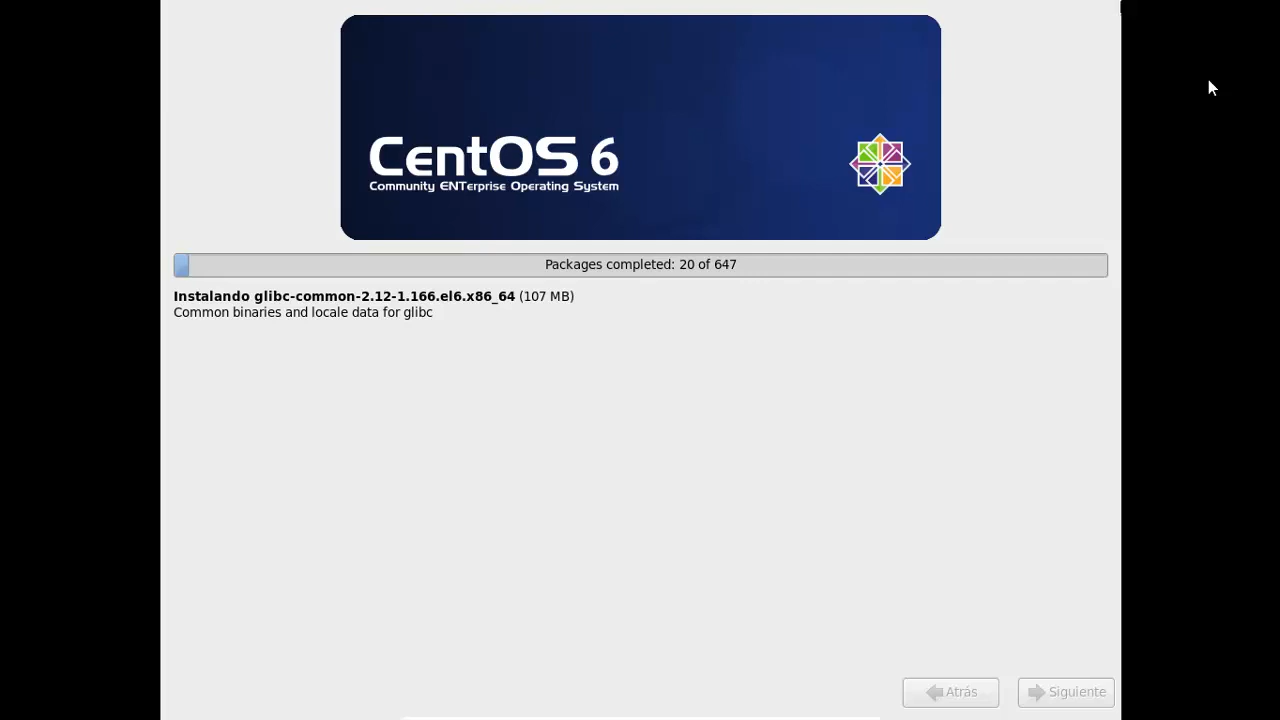 CentOS 6
Community ENTerprise Operating System
Packages completed: 20 of 647
Instalando glibc-common-2.12-1.166.el6.x86_64 (107 MB)
Common binaries and locale data for glibc
Atrás
Siguiente